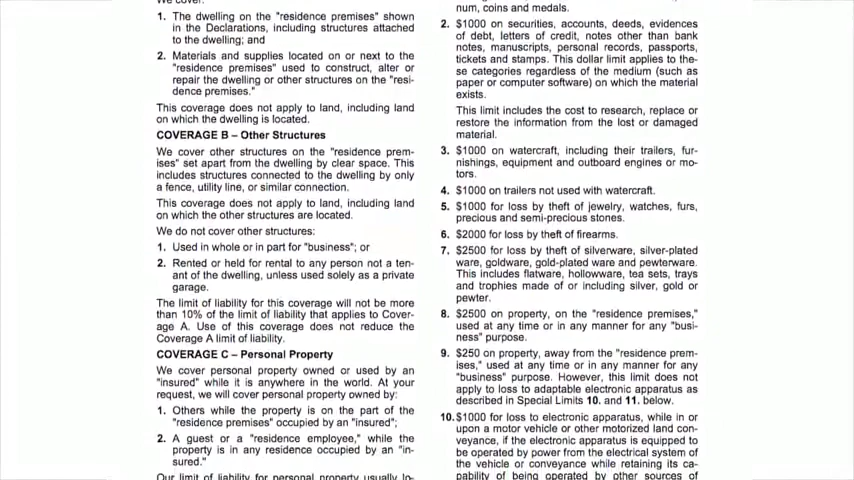 We cover:
1. The dwelling on the "residence premises" shown
in the Declarations, including structures attached
to the dwelling; and
2. Materials and supplies located on or next to the
"residence premises" used to construct, alter or
repair the dwelling or other structures on the "resi-
dence premises."
This coverage does not apply to land, including land
on which the dwelling is located.
COVERAGE B – Other Structures
We cover other structures on the "residence prem-
ises" set apart from the dwelling by clear space. This
includes structures connected to the dwelling by only
a fence, utility line, or similar connection.
This coverage does not apply to land, including land
on which the other structures are located.
We do not cover other structures:
1. Used in whole or in part for "business"; or
2. Rented or held for rental to any person not a ten-
ant of the dwelling, unless used solely as a private
garage.
The limit of liability for this coverage will not be more
than 10% of the limit of liability that applies to Cover-
age A. Use of this coverage does not reduce the
Coverage A limit of liability.
COVERAGE C – Personal Property
We cover personal property owned or used by an
"insured" while it is anywhere in the world. At your
request, we will cover personal property owned by:
1. Others while the property is on the part of the
"residence premises" occupied by an "insured";
2. A guest or a "residence employee," while the
property is in any residence occupied by an "in-
sured."
Our limit of liability for personal property usually lo-
num, coins and medals.
2. $1000 on securities, accounts, deeds, evidences
of debt, letters of credit, notes other than bank
notes, manuscripts, personal records, passports,
tickets and stamps. This dollar limit applies to the-
se categories regardless of the medium (such as
paper or computer software) on which the material
exists.
This limit includes the cost to research, replace or
restore the information from the lost or damaged
material.
3. $1000 on watercraft, including their trailers, fur-
nishings, equipment and outboard engines or mo-
tors.
4. $1000 on trailers not used with watercraft.
5. $1000 for loss by theft of jewelry, watches, furs,
precious and semi-precious stones.
6. $2000 for loss by theft of firearms.
7. $2500 for loss by theft of silverware, silver-plated
ware, goldware, gold-plated ware and pewterware.
This includes flatware, hollowware, tea sets, trays
and trophies made of or including silver, gold or
pewter.
8. $2500 on property, on the "residence premises,"
used at any time or in any manner for any "busi-
ness" purpose.
9. $250 on property, away from the "residence prem-
ises," used at any time or in any manner for any
"business" purpose. However, this limit does not
apply to loss to adaptable electronic apparatus as
described in Special Limits 10. and 11. below.
10. $1000 for loss to electronic apparatus, while in or
upon a motor vehicle or other motorized land con-
veyance, if the electronic apparatus is equipped to
be operated by power from the electrical system of
the vehicle or conveyance while retaining its ca-
pability of being operated by other sources of